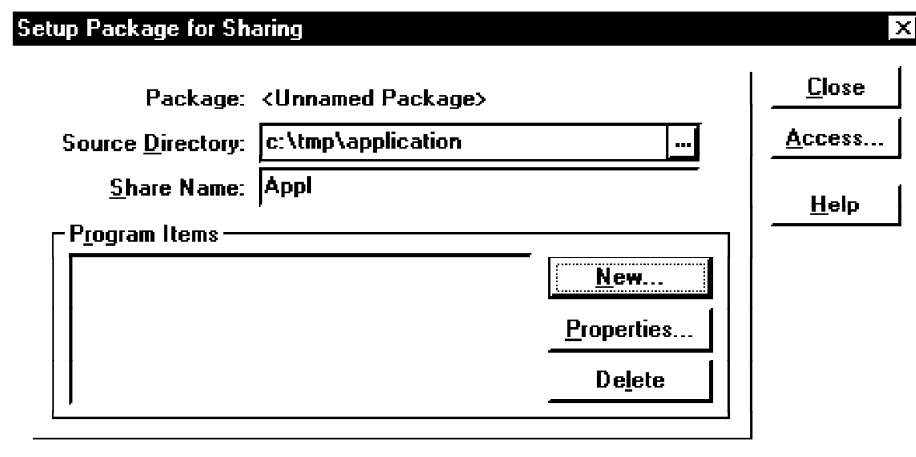 Setup Package for Sharing
Package: <Unnamed Package>
Source Directory: c:\tmp\application ...
Share Name: Appl
Program Items
New...
Properties...
Delete
Close
Access...
Help